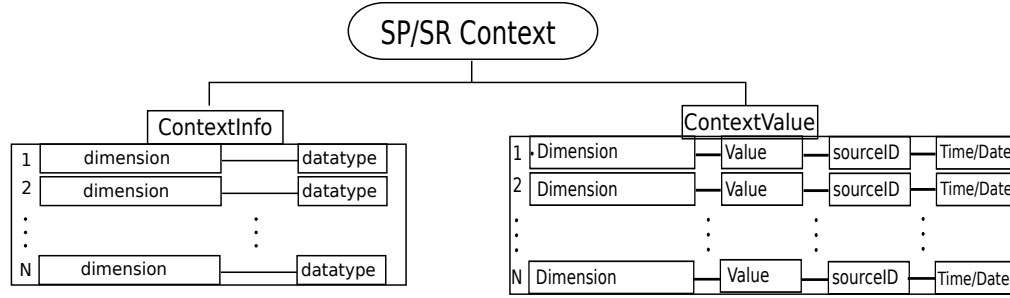 SP/SR Context
ContextInfo
1 dimension datatype
2 dimension datatype
N dimension datatype
ContextValue
1 Dimension Value sourceID Time/Date
2 Dimension Value sourceID Time/Date
N Dimension Value sourceID Time/Date